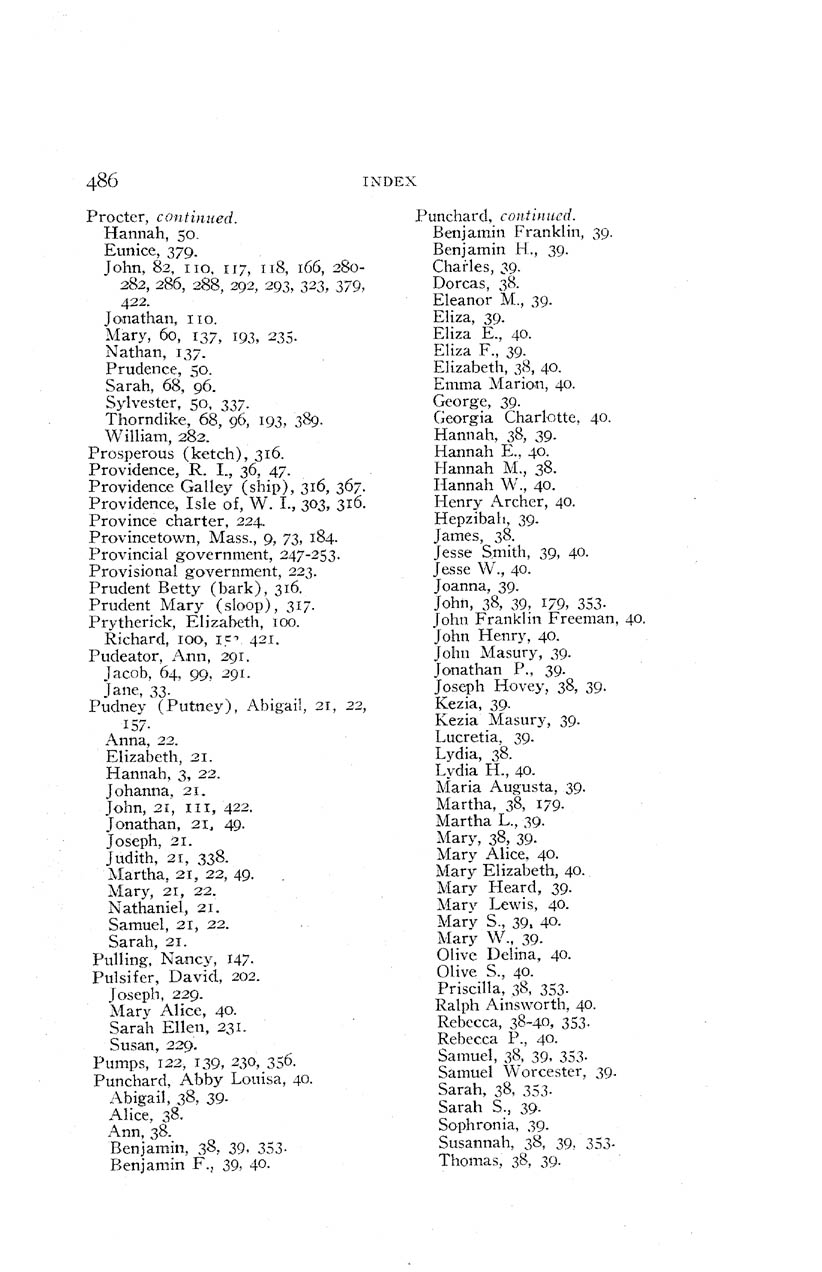 486
INDEX
Procter, continued.
Hannah, 50.
Eunice, 379.
John, 82, 110, 117, 118, 166, 280-
282, 286, 288, 292, 293, 323, 379,
422.
Jonathan, 110.
Mary, 60, 137, 193, 235.
Nathan, 137.
Prudence, 50.
Sarah, 68, 96.
Sylvester, 50, 337.
Thorndike, 68, 96, 193, 389.
William, 282.
Prosperous (ketch), 316.
Providence, R. I., 36, 47.
Providence Galley (ship), 316, 367.
Providence, Isle of, W. I., 303, 316.
Province charter, 224.
Provincetown, Mass., 9, 73, 184.
Provincial government, 247-253.
Provisional government, 223.
Prudent Betty (bark), 316.
Prudent Mary (sloop), 317.
Prytherick, Elizabeth, 100.
Richard, 100, 421.
Pudeator, Ann, 291.
Jacob, 64, 99, 291.
Jane, 33.
Pudney (Putney), Abigail, 21, 22,
157.
Anna, 22.
Elizabeth, 21.
Hannah, 3, 22.
Johanna, 21.
John, 21, 111, 422.
Jonathan, 21, 49.
Joseph, 21.
Judith, 21, 338.
Martha, 21, 22, 49.
Mary, 21, 22.
Nathaniel, 21.
Samuel, 21, 22.
Sarah, 21.
Pulling, Nancy, 147.
Pulsifer, David, 202.
Joseph, 229.
Mary Alice, 40.
Sarah Ellen, 231.
Susan, 229.
Pumps, 122, 139, 230, 356.
Punchard, Abby Louisa, 40.
Abigail, 38, 39.
Alice, 38.
Ann, 38.
Benjamin, 38, 39, 353.
Benjamin F., 39, 40.
Punchard, continued.
Benjamin Franklin, 39.
Benjamin H., 39.
Charles, 39.
Dorcas, 38.
Eleanor M., 39.
Eliza, 39.
Eliza E., 40.
Eliza F., 39.
Elizabeth, 38, 40.
Emma Marion, 40.
George, 39.
Georgia Charlotte, 40.
Hannah, 38, 39.
Hannah E., 40.
Hannah M., 38.
Hannah W., 40.
Henry Archer, 40.
Hepzibah, 39.
James, 38.
Jesse Smith, 39, 40.
Jesse W., 40.
Joanna, 39.
John, 38, 39, 179, 353.
John Franklin Freeman, 40.
John Henry, 40.
John Masury, 39.
Jonathan P., 39.
Joseph Hovey, 38, 39.
Kezia, 39.
Kezia Masury, 39.
Lucretia, 39.
Lydia, 38.
Lydia H., 40.
Maria Augusta, 39.
Martha, 38, 179.
Martha L., 39.
Mary, 38, 39.
Mary Alice, 40.
Mary Elizabeth, 40.
Mary Heard, 39.
Mary Lewis, 40.
Mary S., 39, 40.
Mary W., 39.
Olive Delina, 40.
Olive S., 40.
Priscilla, 38, 353.
Ralph Ainsworth, 40.
Rebecca, 38-40, 353.
Rebecca P., 40.
Samuel, 38, 39, 353.
Samuel Worcester, 39.
Sarah, 38, 353.
Sarah S., 39.
Sophronia, 39.
Susannah, 38, 39, 353.
Thomas, 38, 39.